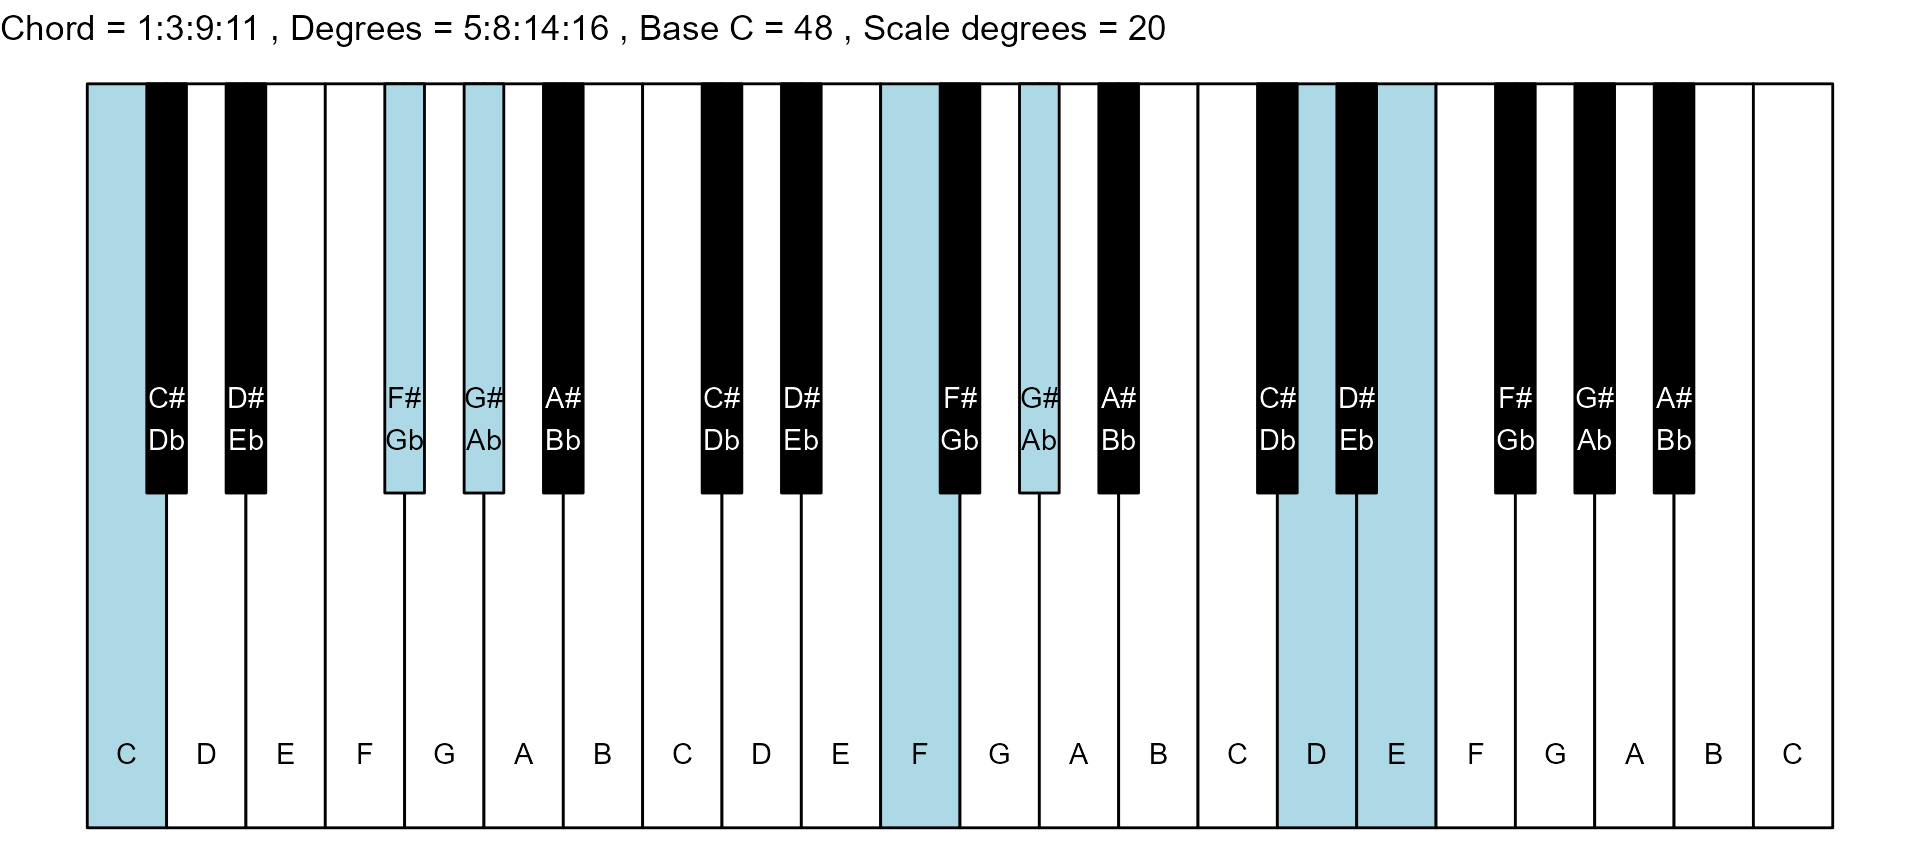 Chord = 1:3:9:11 , Degrees = 5:8:14:16 , Base C = 48 , Scale degrees = 20
C# D# F# G# A# C# D# F# G# A# C# D# F# G# A#
Db Eb Gb Ab Bb Db Eb Gb Ab Bb Db Eb Gb Ab Bb
C D E F G A B C D E F G A B C D E F G A B C